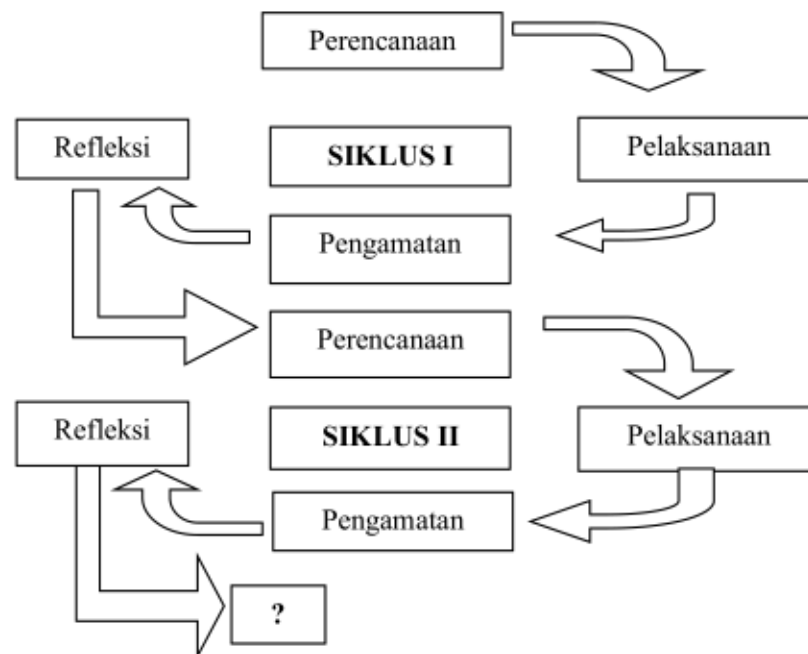 Perencanaan
Refleksi
SIKLUS I
Pelaksanaan
Pengamatan
Perencanaan
Refleksi
SIKLUS II
Pelaksanaan
Pengamatan
?